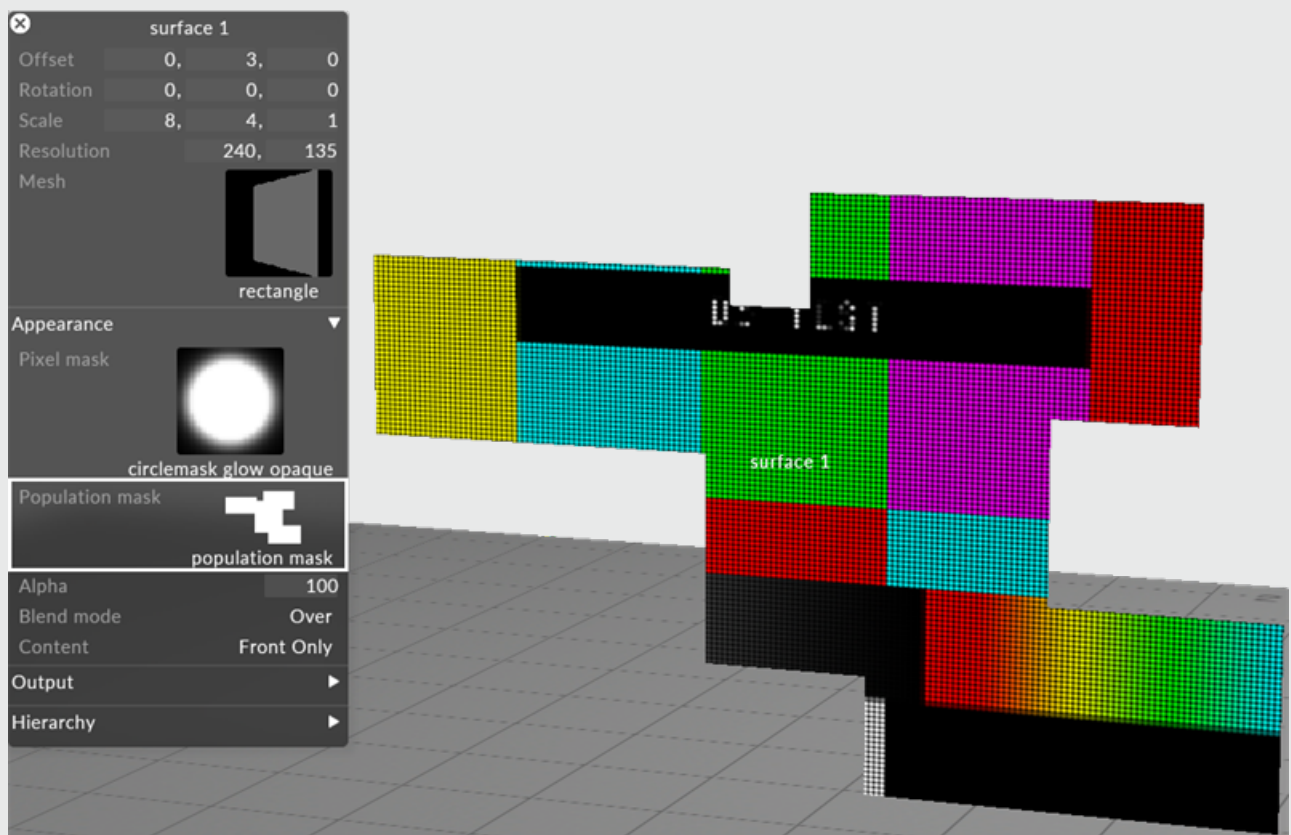 surface 1
Offset 0, 3, 0
Rotation 0, 0, 0
Scale 8, 4, 1
Resolution 240, 135
Mesh
rectangle
Appearance
Pixel mask
circlemask glow opaque
Population mask
population mask
Alpha 100
Blend mode Over
Content Front Only
Output
Hierarchy
surface 1